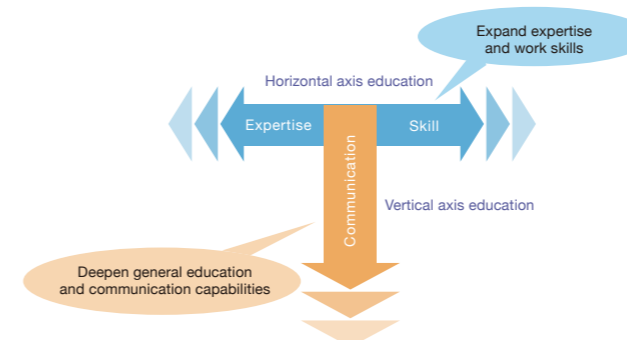 Expand expertise
and work skills
Horizontal axis education
Expertise
Skill
Communication
Vertical axis education
Deepen general education
and communication capabilities